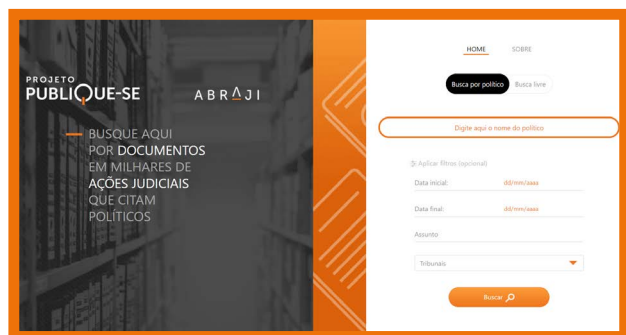 PROJETO
PUBLIQUE-SE
ABRAJI
BUSQUE AQUI
POR DOCUMENTOS
EM MILHARES DE
AÇÕES JUDICIAIS
QUE CITAM
POLÍTICOS
HOME SOBRE
Busca por político Busca livre
Digite aqui o nome do político
Aplicar filtros (opcional)
Data inicial: dd/mm/aaaa
Data final: dd/mm/aaaa
Assunto
Tribunais
Buscar